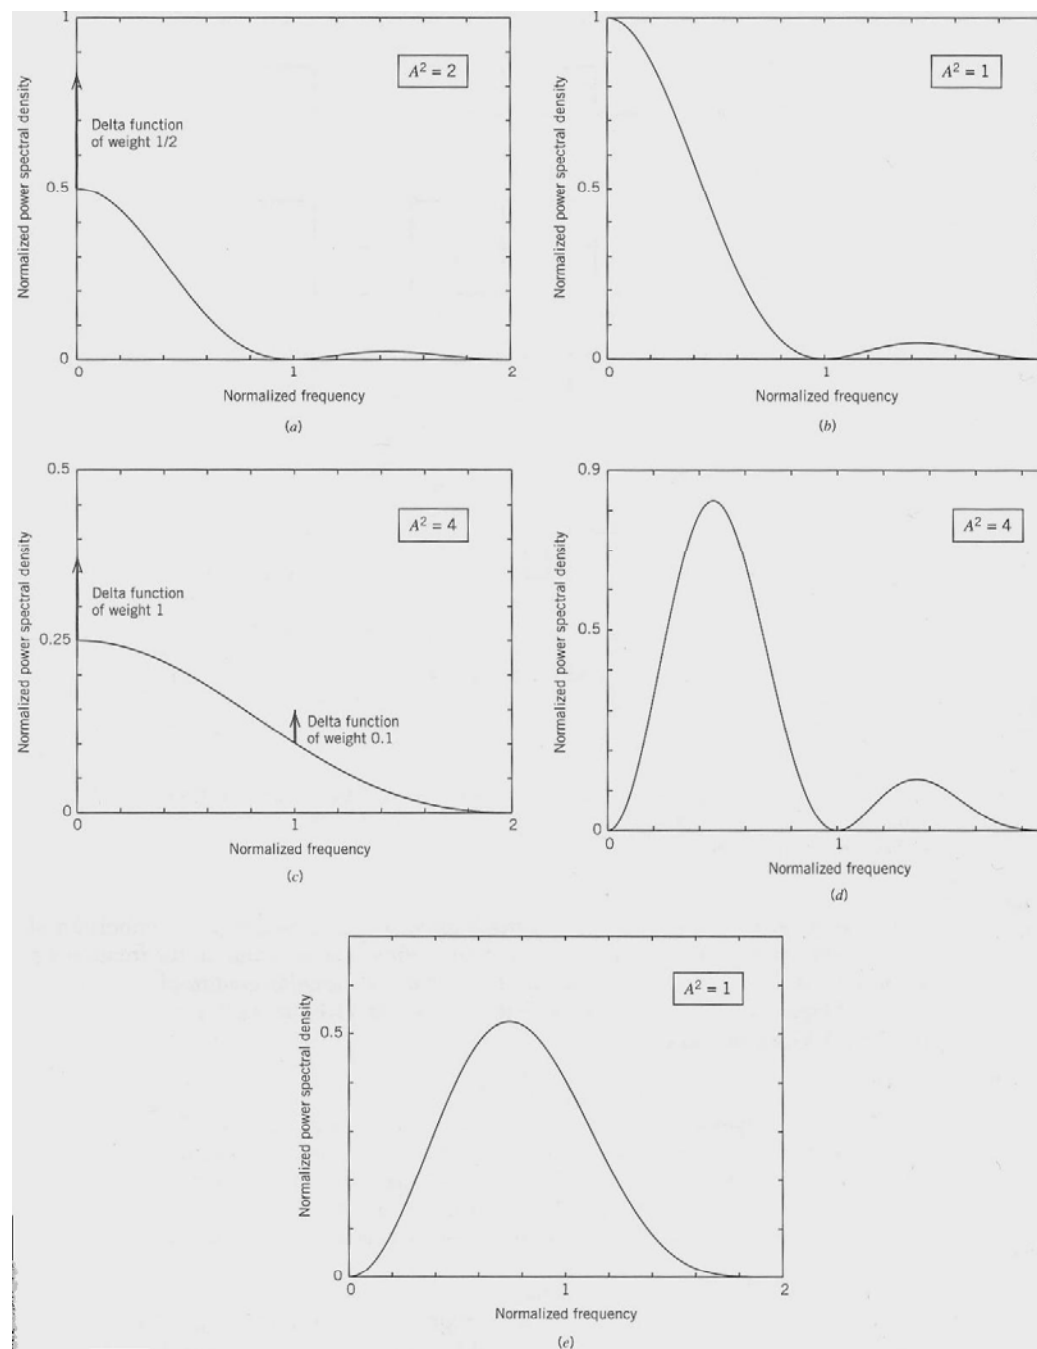 1
A² = 2
Delta function
of weight 1/2
0.5
0
0
1
2
Normalized power spectral density
Normalized frequency
(a)
1
A² = 1
0.5
0
0
1
Normalized power spectral density
Normalized frequency
(b)
0.5
A² = 4
Delta function
of weight 1
0.25
Delta function
of weight 0.1
0
0
1
2
Normalized power spectral density
Normalized frequency
(c)
0.9
A² = 4
0.5
0
0
1
Normalized power spectral density
Normalized frequency
(d)
A² = 1
0.5
0
0
1
2
Normalized power spectral density
Normalized frequency
(e)